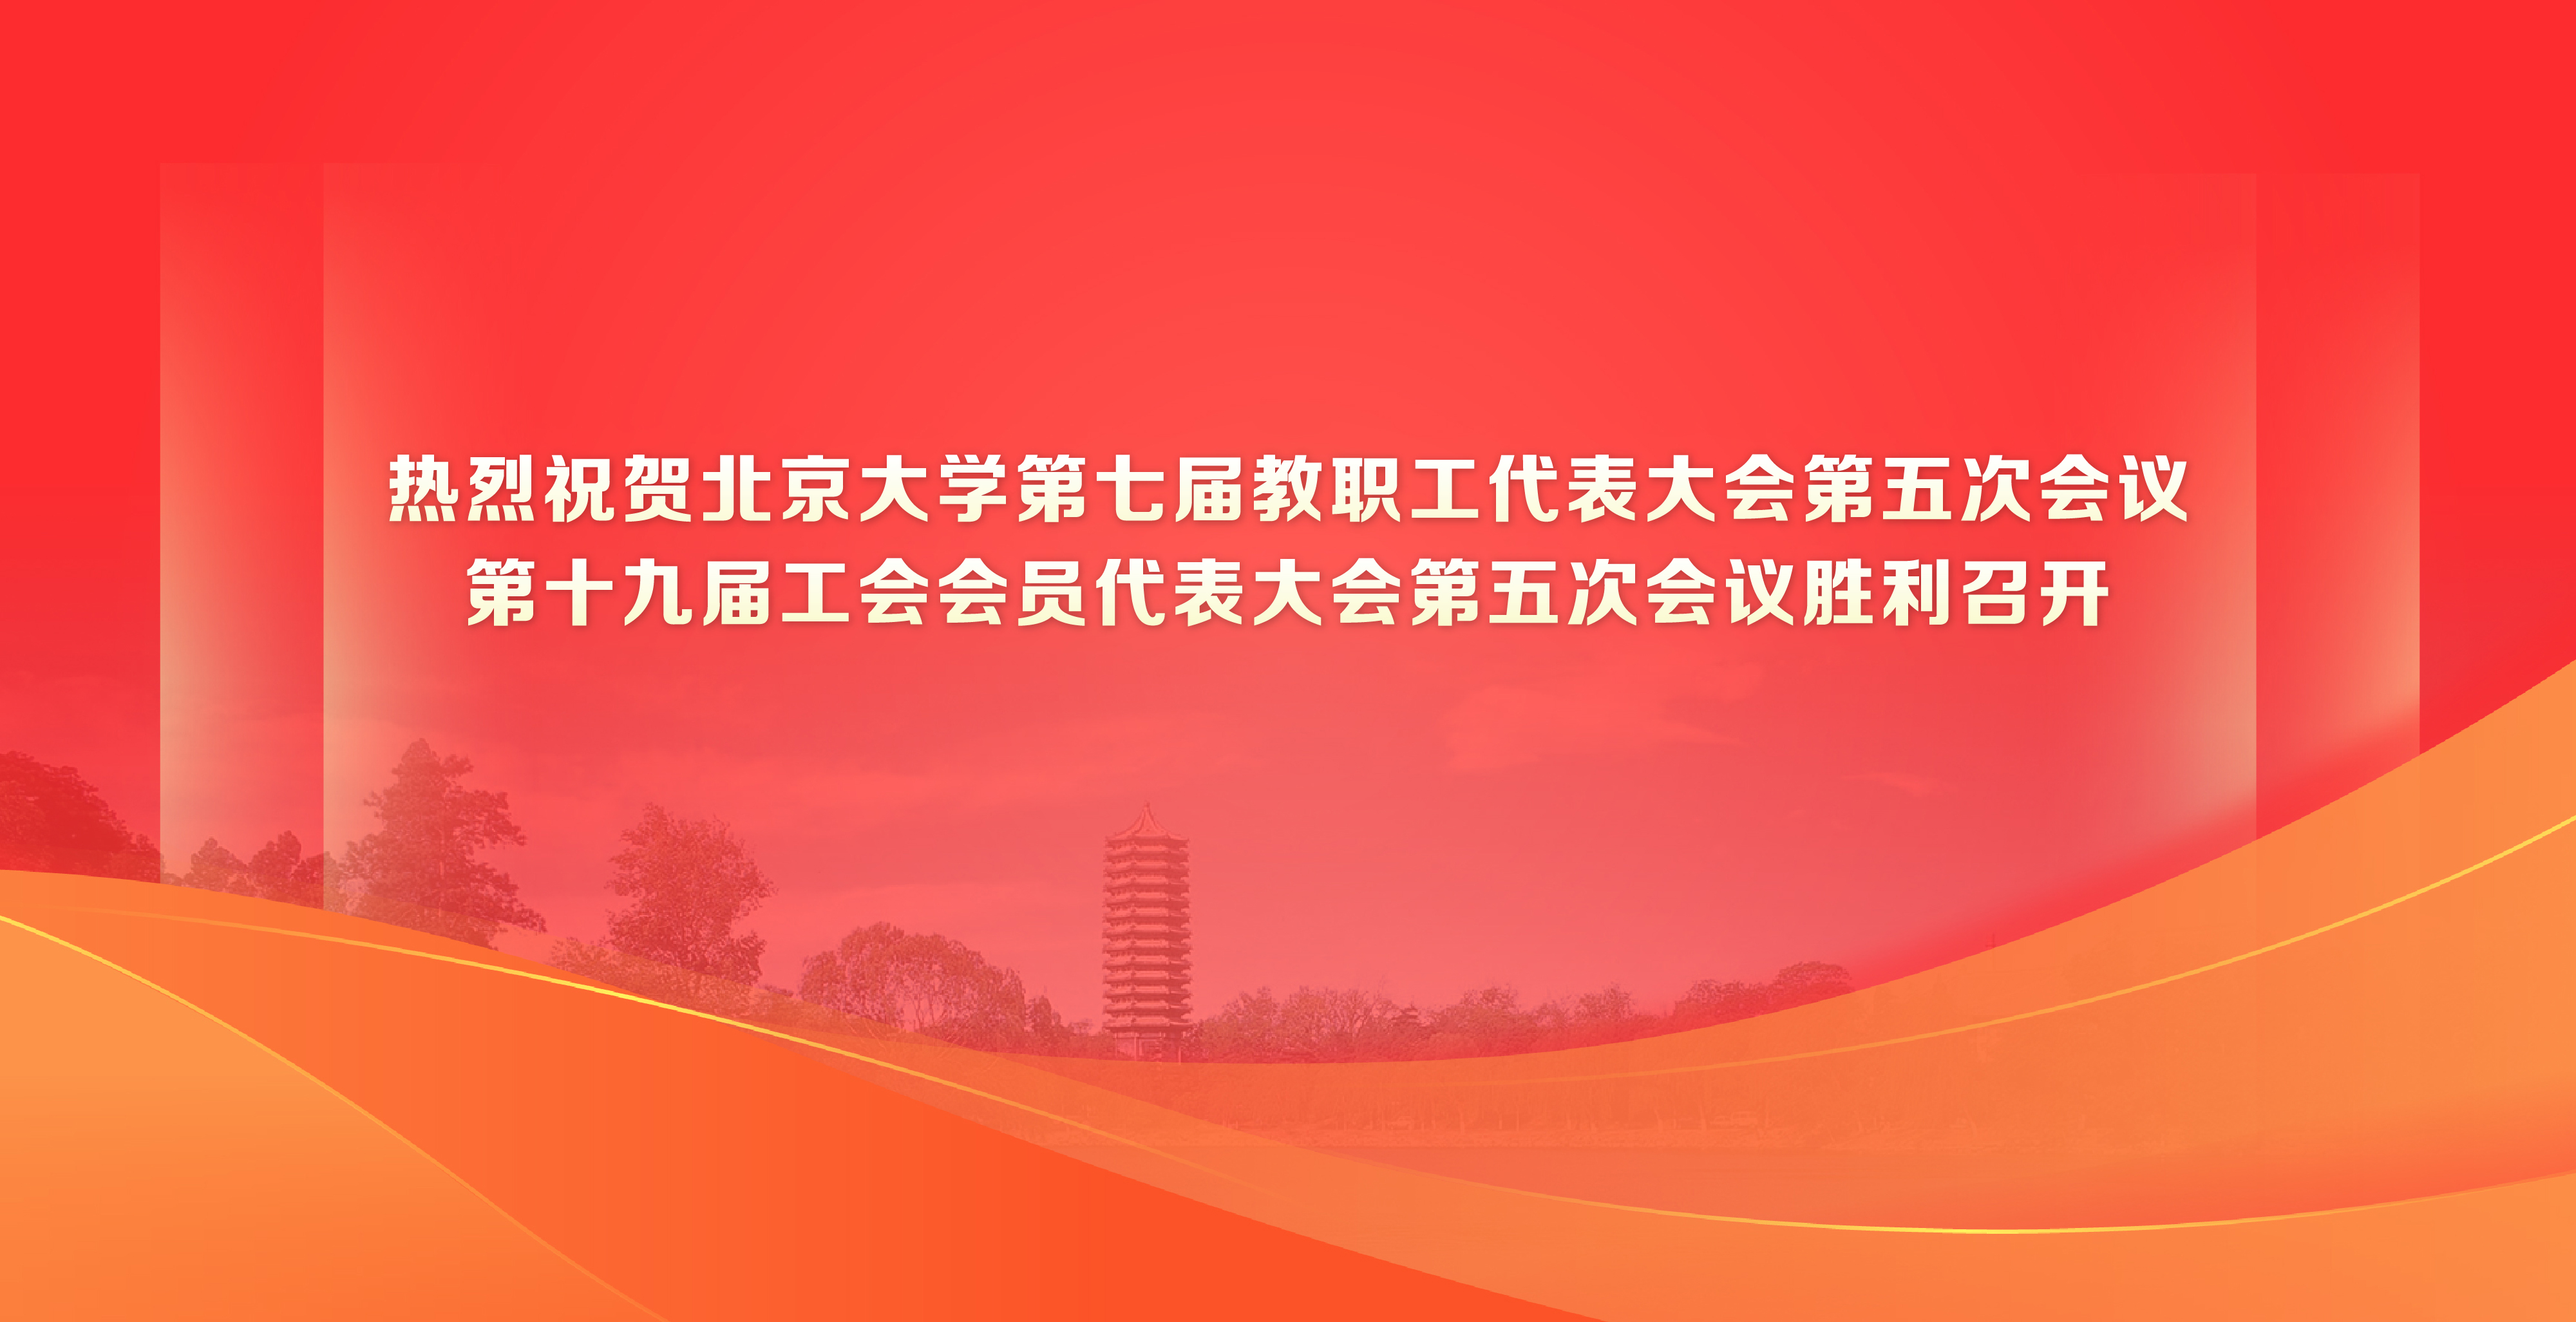 热烈祝贺北京大学第七届教职工代表大会第五次会议
第十九届工会会员代表大会第五次会议胜利召开